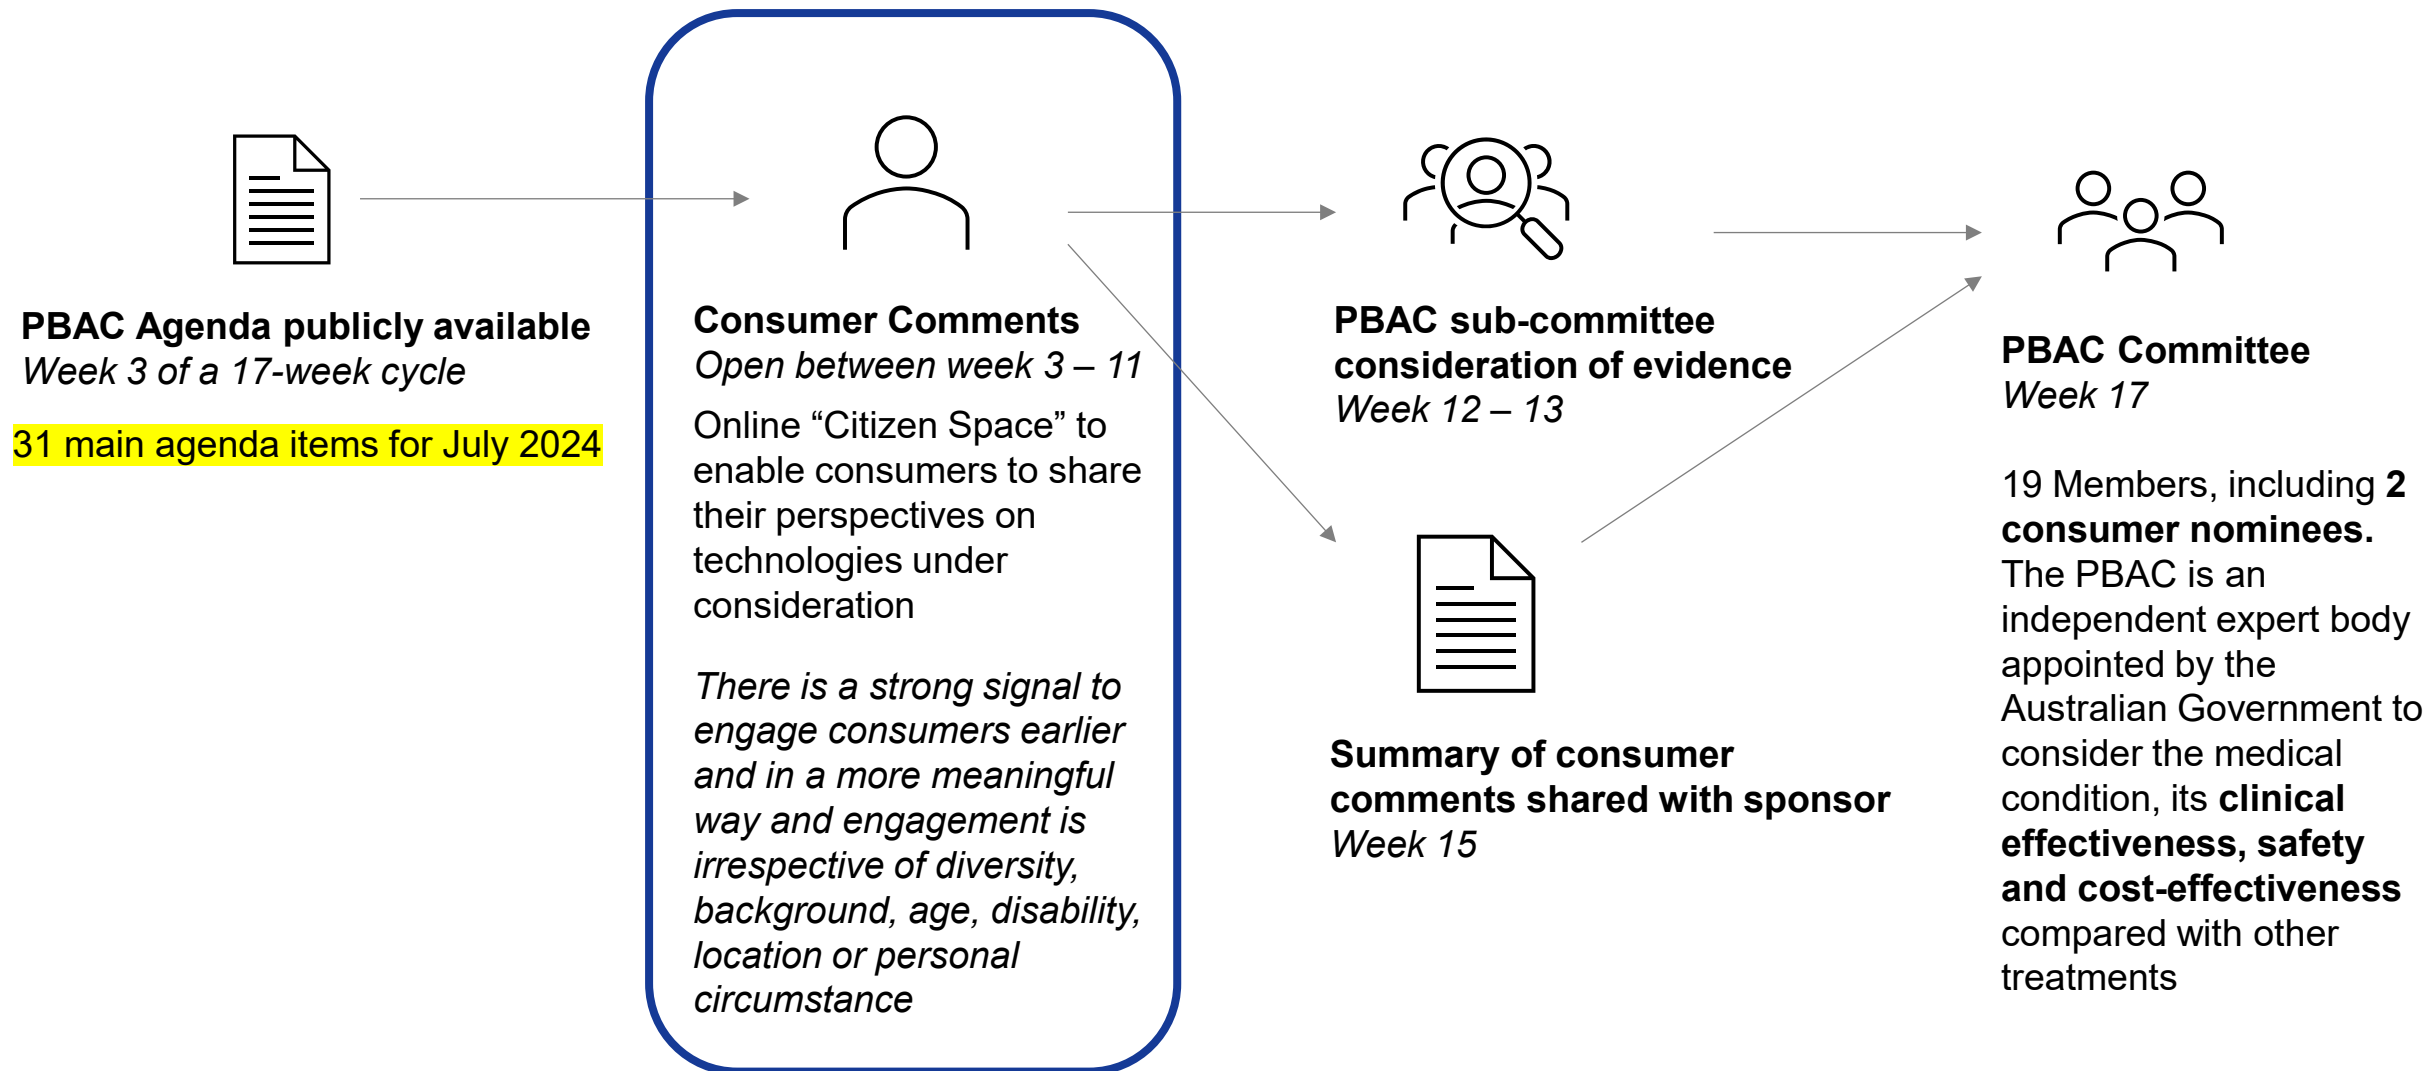 PBAC Agenda publicly available
Week 3 of a 17-week cycle
31 main agenda items for July 2024
Consumer Comments
Open between week 3 – 11
Online “Citizen Space” to
enable consumers to share
their perspectives on
technologies under
consideration
There is a strong signal to
engage consumers earlier
and in a more meaningful
way and engagement is
irrespective of diversity,
background, age, disability,
location or personal
circumstance
PBAC sub-committee
consideration of evidence
Week 12 – 13
Summary of consumer
comments shared with sponsor
Week 15
PBAC Committee
Week 17
19 Members, including 2
consumer nominees.
The PBAC is an
independent expert body
appointed by the
Australian Government to
consider the medical
condition, its clinical
effectiveness, safety
and cost-effectiveness
compared with other
treatments